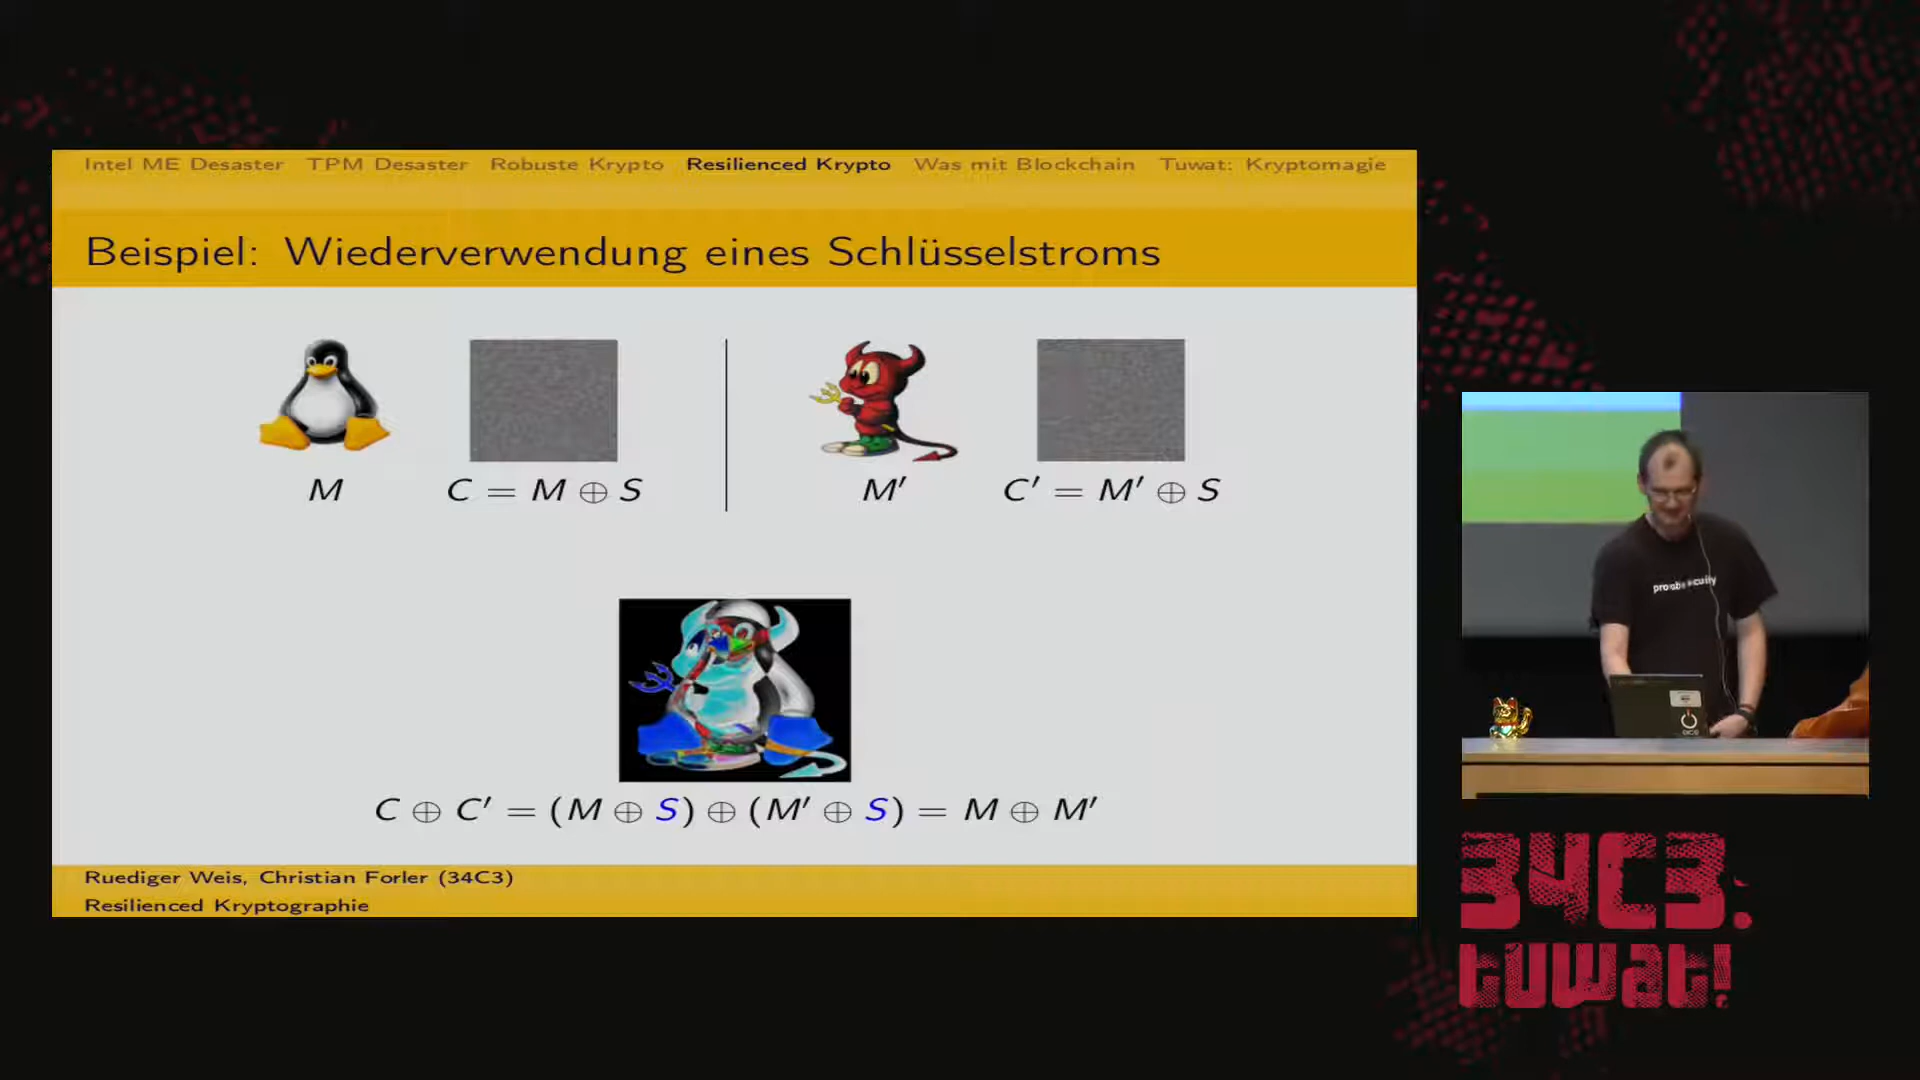 Intel ME Desaster TPM Desaster Robuste Krypto Resilienced Krypto Was mit Blockchain Tuwat: Kryptomagie
Beispiel: Wiederverwendung eines Schlüsselstroms
M
C = M ⊕ S
M′
C′ = M′ ⊕ S
C ⊕ C′ = (M ⊕ S) ⊕ (M′ ⊕ S) = M ⊕ M′
Ruediger Weis, Christian Forler (34C3)
Resilienced Kryptographie
34C3.
tuwat!